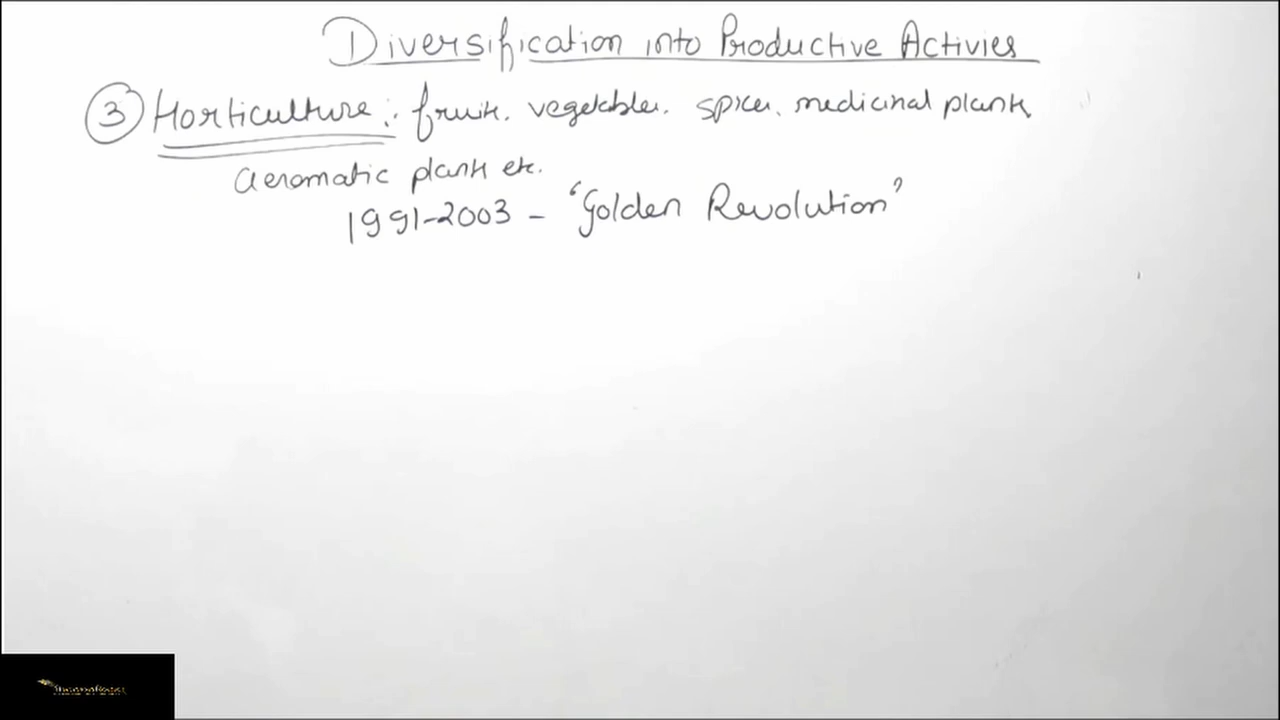 Diversification into Productive Activies
③ Horticulture :. fruits, vegetables, spices, medicinal plants,
aeromatic plants etc.
1991-2003 - 'Golden Revolution'